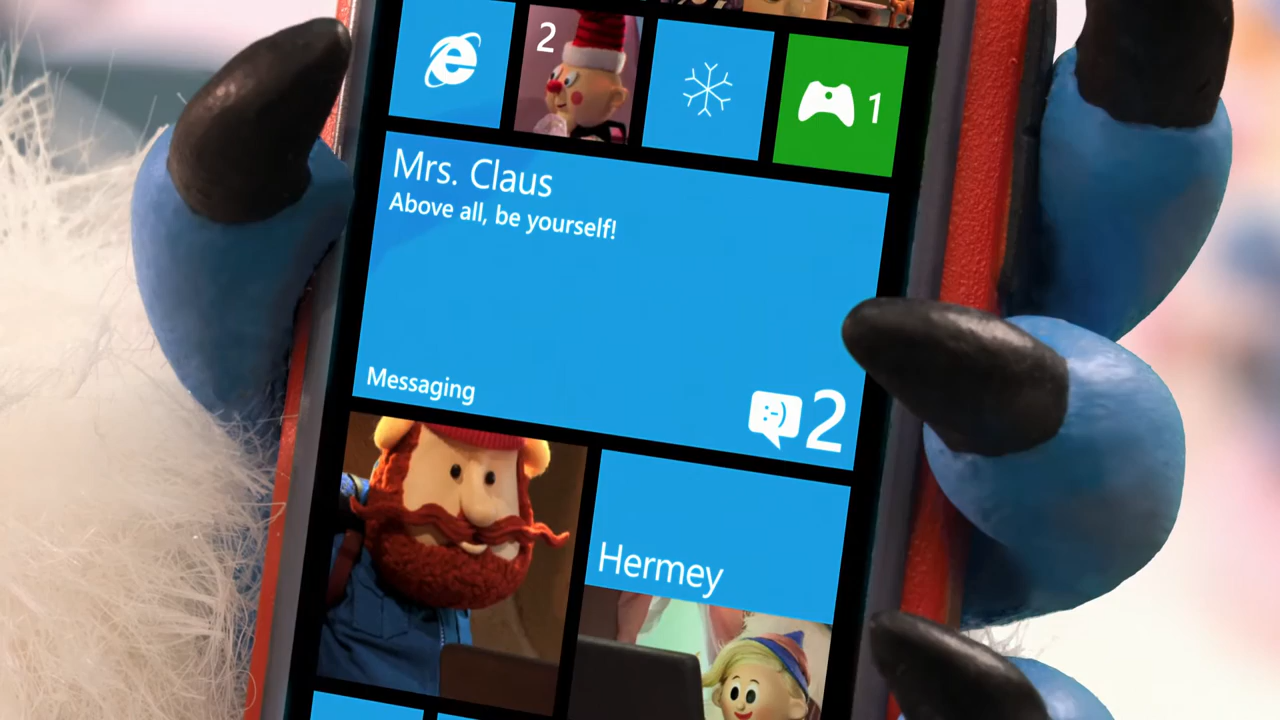 2
1
Mrs. Claus
Above all, be yourself!
Messaging
:-)2
Hermey